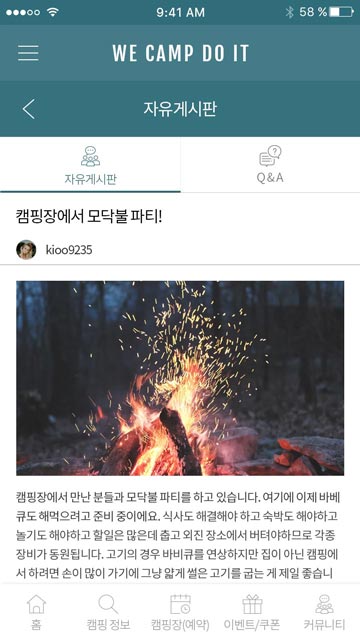 9:41 AM
58 %
WE CAMP DO IT
자유게시판
자유게시판
Q&A
캠핑장에서 모닥불 파티!
kioo9235
캠핑장에서 만난 분들과 모닥불 파티를 하고 있습니다. 여기에 이제 바베
큐도 해먹으려고 준비 중이에요. 식사도 해결해야 하고 숙박도 해야하고
놀기도 해야하고 할일은 많은데 춥고 외진 장소에서 버텨야하므로 각종
장비가 동원됩니다. 고기의 경우 바비큐를 연상하지만 집이 아닌 캠핑에
서 하려면 손이 많이 가기에 그냥 얇게 썰은 고기를 굽는 게 제일 좋습니
홈
캠핑 정보
캠핑장(예약)
이벤트/쿠폰
커뮤니티